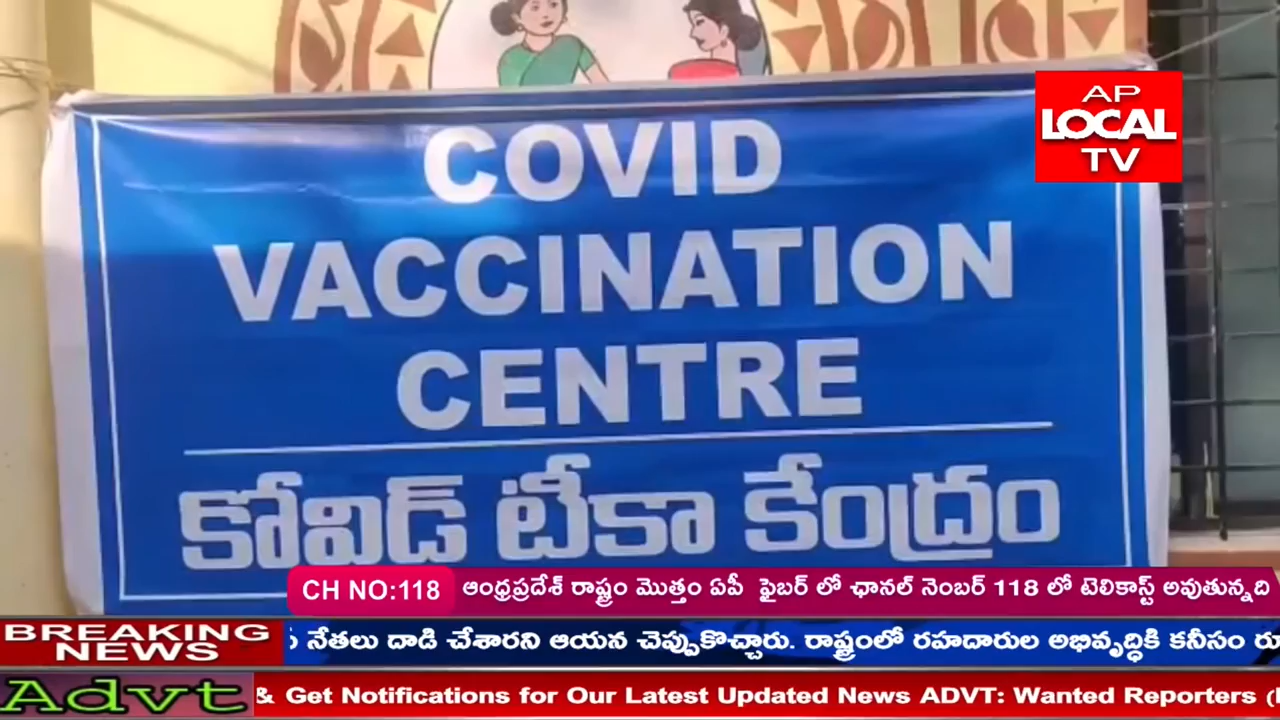 AP
LOCAL
TV
COVID
VACCINATION
CENTRE
కోవిడ్ టీకా కేంద్రం
CH NO:118
ఆంధ్రప్రదేశ్ రాష్ట్రం మొత్తం ఏపీ ఫైబర్ లో ఛానల్ నెంబర్ 118 లో టెలికాస్ట్ అవుతున్నది
BREAKING
NEWS
నేతలు దాడి చేశారని ఆయన చెప్పుకొచ్చారు. రాష్ట్రంలో రహదారుల అభివృద్ధికి కనీసం
Advt
& Get Notifications for Our Latest Updated News ADVT: Wanted Reporters